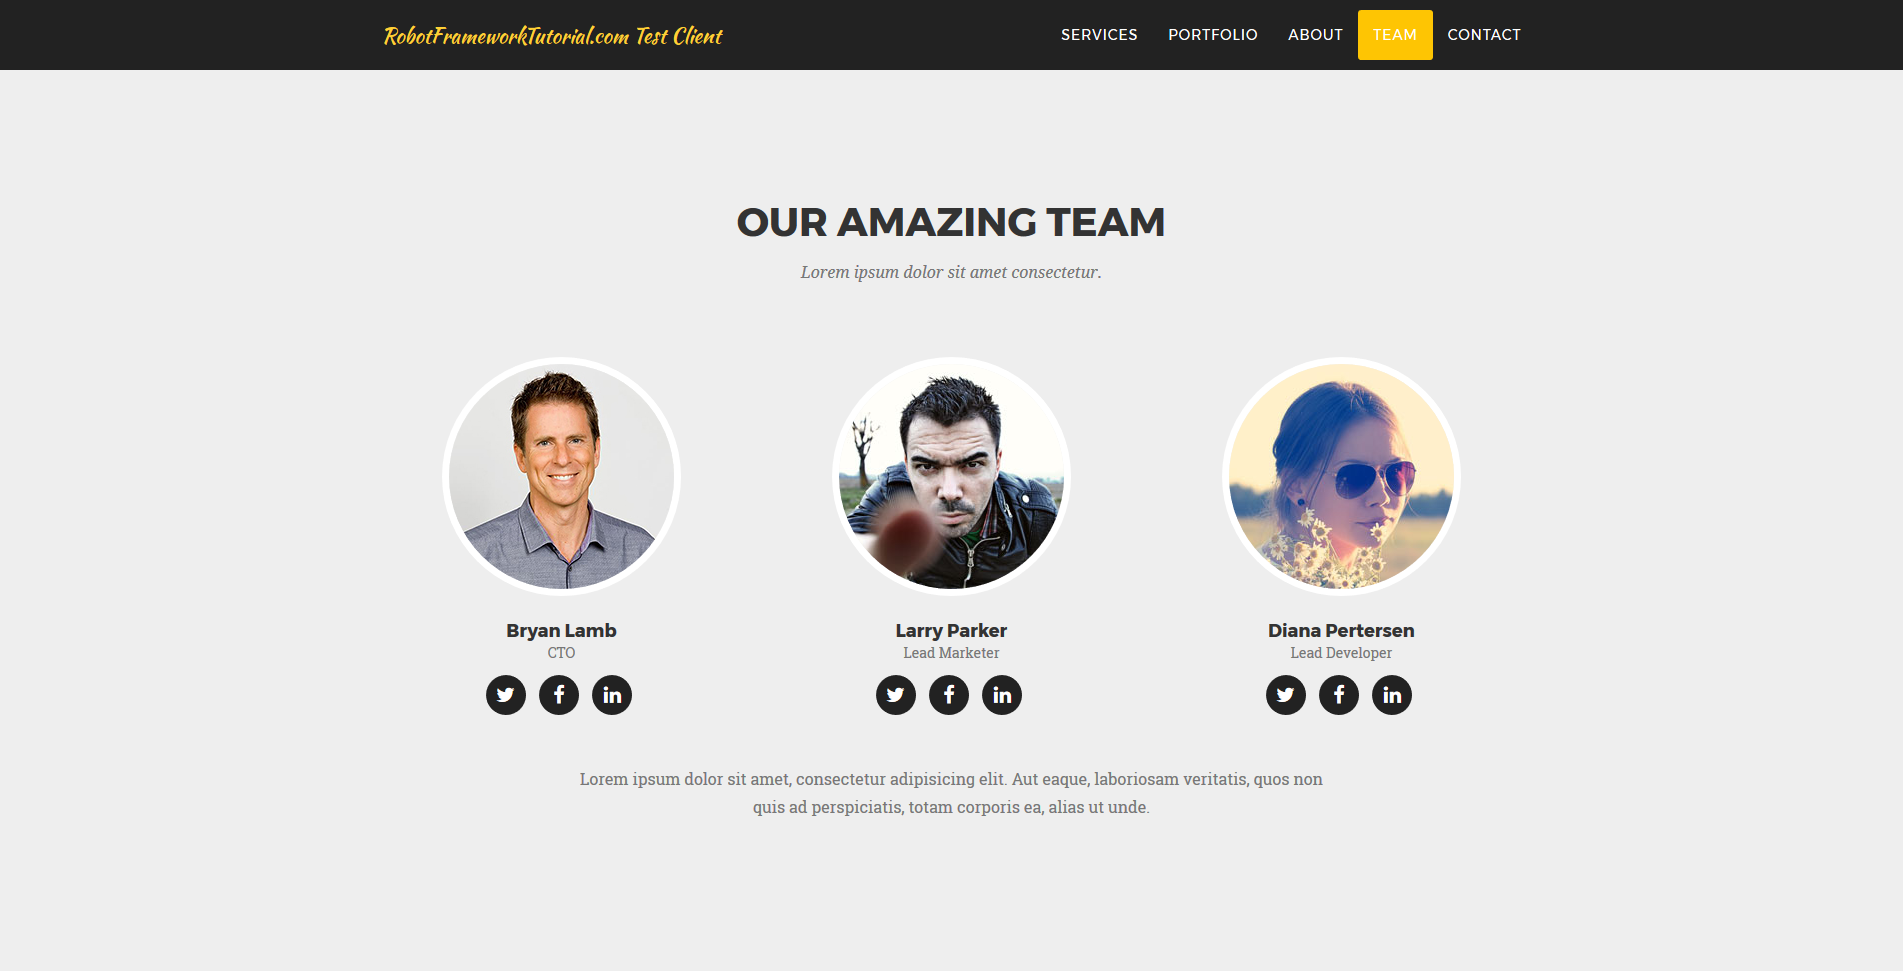 RobotFrameworkTutorial.com Test Client
SERVICES PORTFOLIO ABOUT TEAM CONTACT
OUR AMAZING TEAM
Lorem ipsum dolor sit amet consectetur.
Bryan Lamb
CTO
Larry Parker
Lead Marketer
Diana Pertersen
Lead Developer
Lorem ipsum dolor sit amet, consectetur adipisicing elit. Aut eaque, laboriosam veritatis, quos non
quis ad perspiciatis, totam corporis ea, alias ut unde.